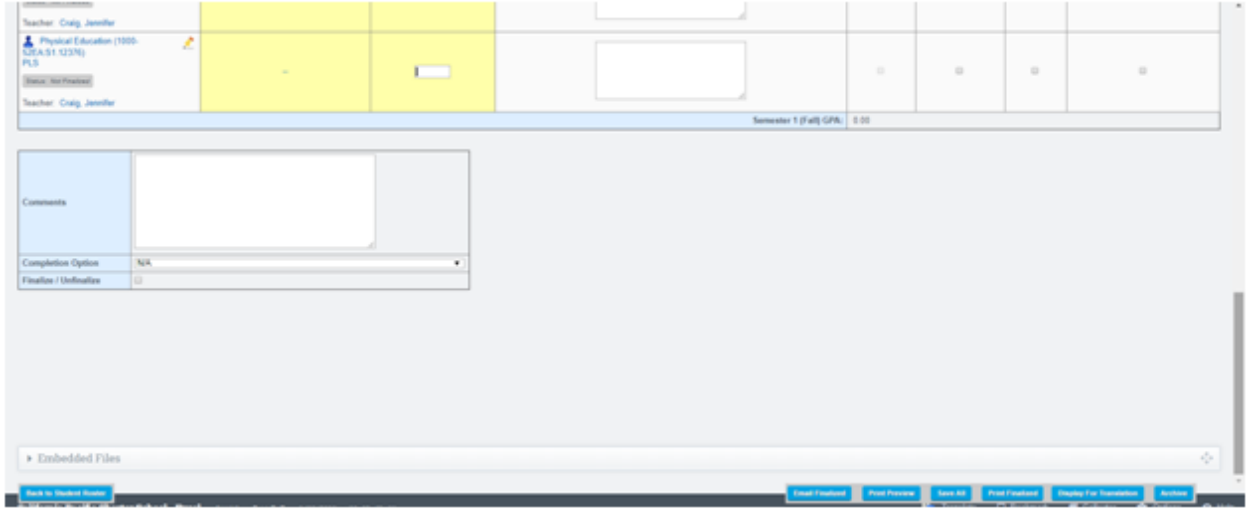 Teacher: Craig, Jennifer
Physical Education (1000-
PLS
Status: Not Finalized
--
Teacher: Craig, Jennifer
Semester 1 (Fall) GPA: 0.00
Comments
Completion Option N/A
Finalize / Unfinalize
Embedded Files
Back to Student Roster Email Finalized Print Preview Save All Print Finalized Display For Translation Archive